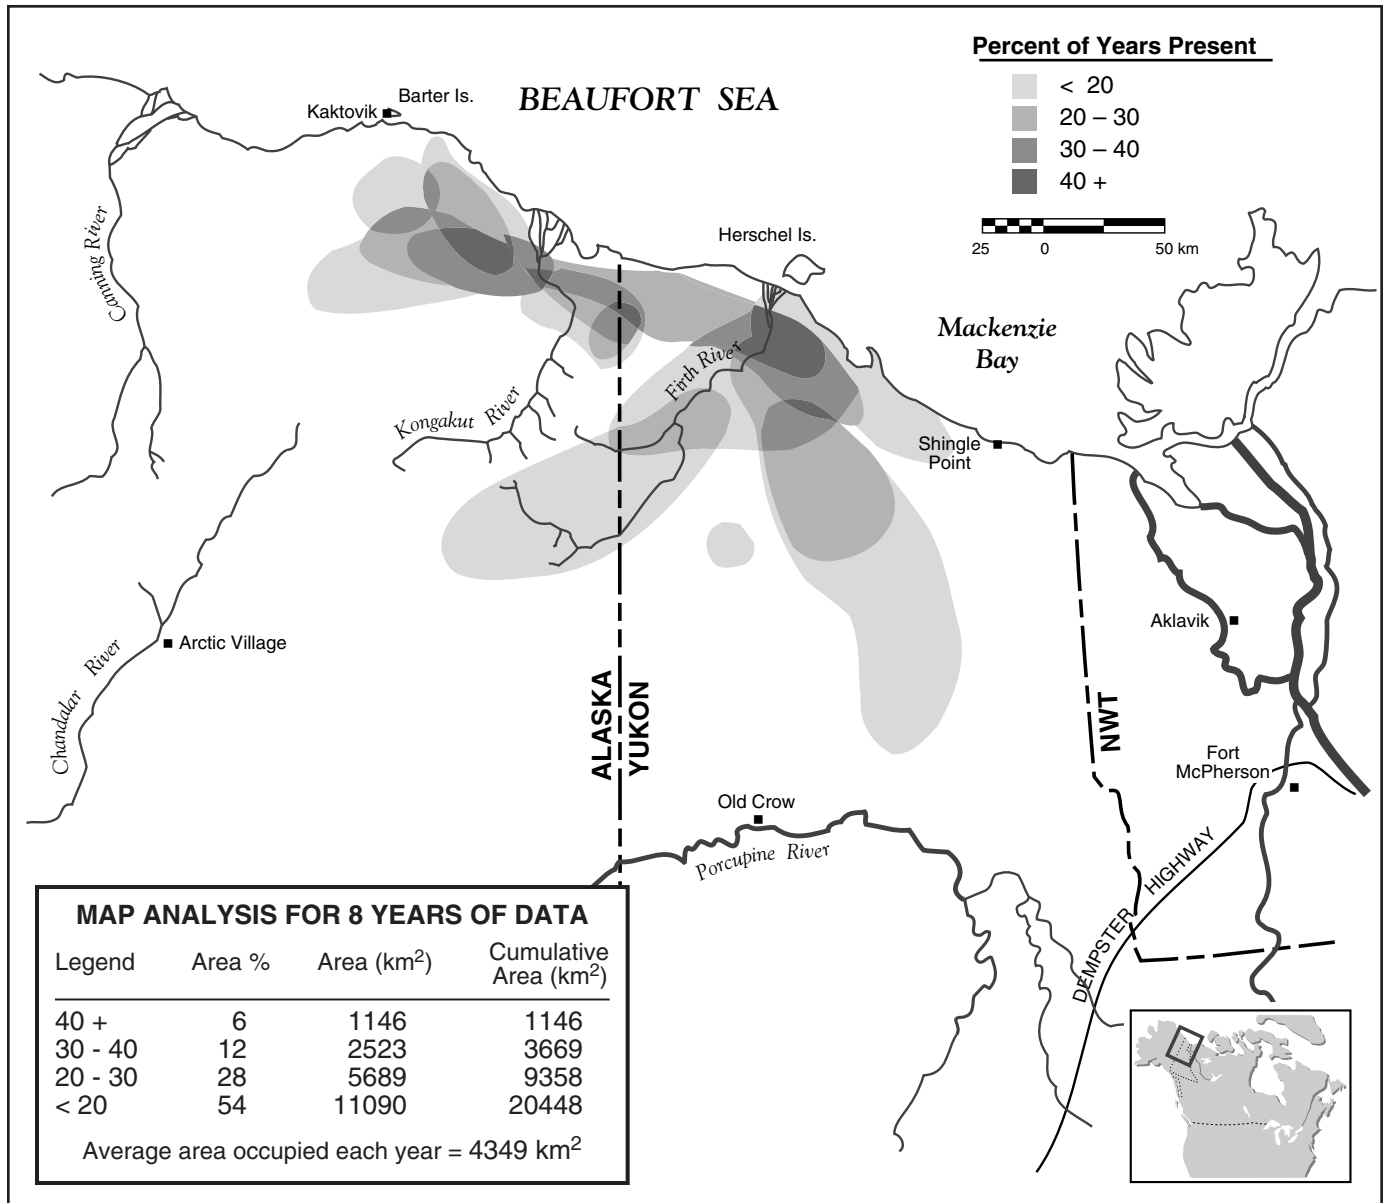 Percent of Years Present
< 20
20 – 30
30 – 40
40 +
25 0 50 km
BEAUFORT SEA
Barter Is.
Kaktovik
Canning River
Herschel Is.
Mackenzie
Bay
Firth River
Kongakut River
Shingle
Point
Aklavik
Arctic Village
Chandalar River
ALASKA
YUKON
NWT
Fort
McPherson
Old Crow
Porcupine River
DEMPSTER HIGHWAY
MAP ANALYSIS FOR 8 YEARS OF DATA
Legend Area % Area (km²) Cumulative
Area (km²)
40 + 6 1146 1146
30 - 40 12 2523 3669
20 - 30 28 5689 9358
< 20 54 11090 20448
Average area occupied each year = 4349 km²